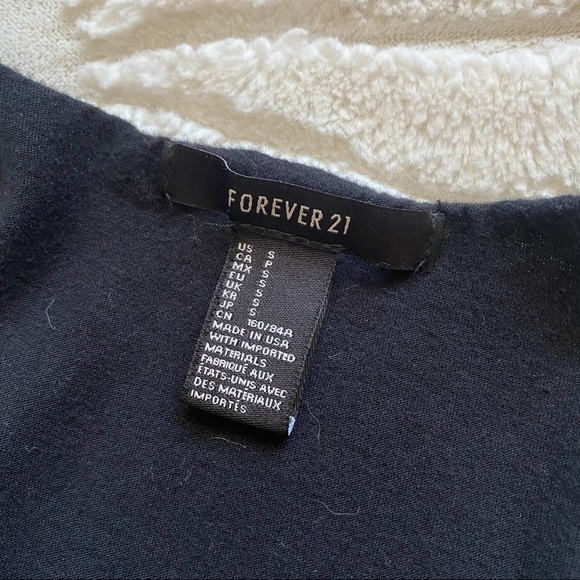 FOREVER 21
US S
CA P
MX S
EU S
UK S
KR S
JP S
CN 160/84A
MADE IN USA
WITH IMPORTED
MATERIALS
FABRIQUÉ AUX
ÉTATS-UNIS AVEC
DES MATÉRIAUX
IMPORTÉS